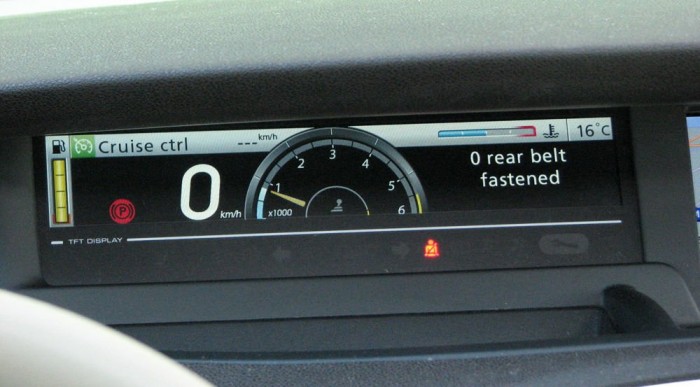 Cruise ctrl
--- km/h
16°C
0 km/h
P
1 2 3 4 5 6
x1000
0 rear belt
fastened
TFT DISPLAY